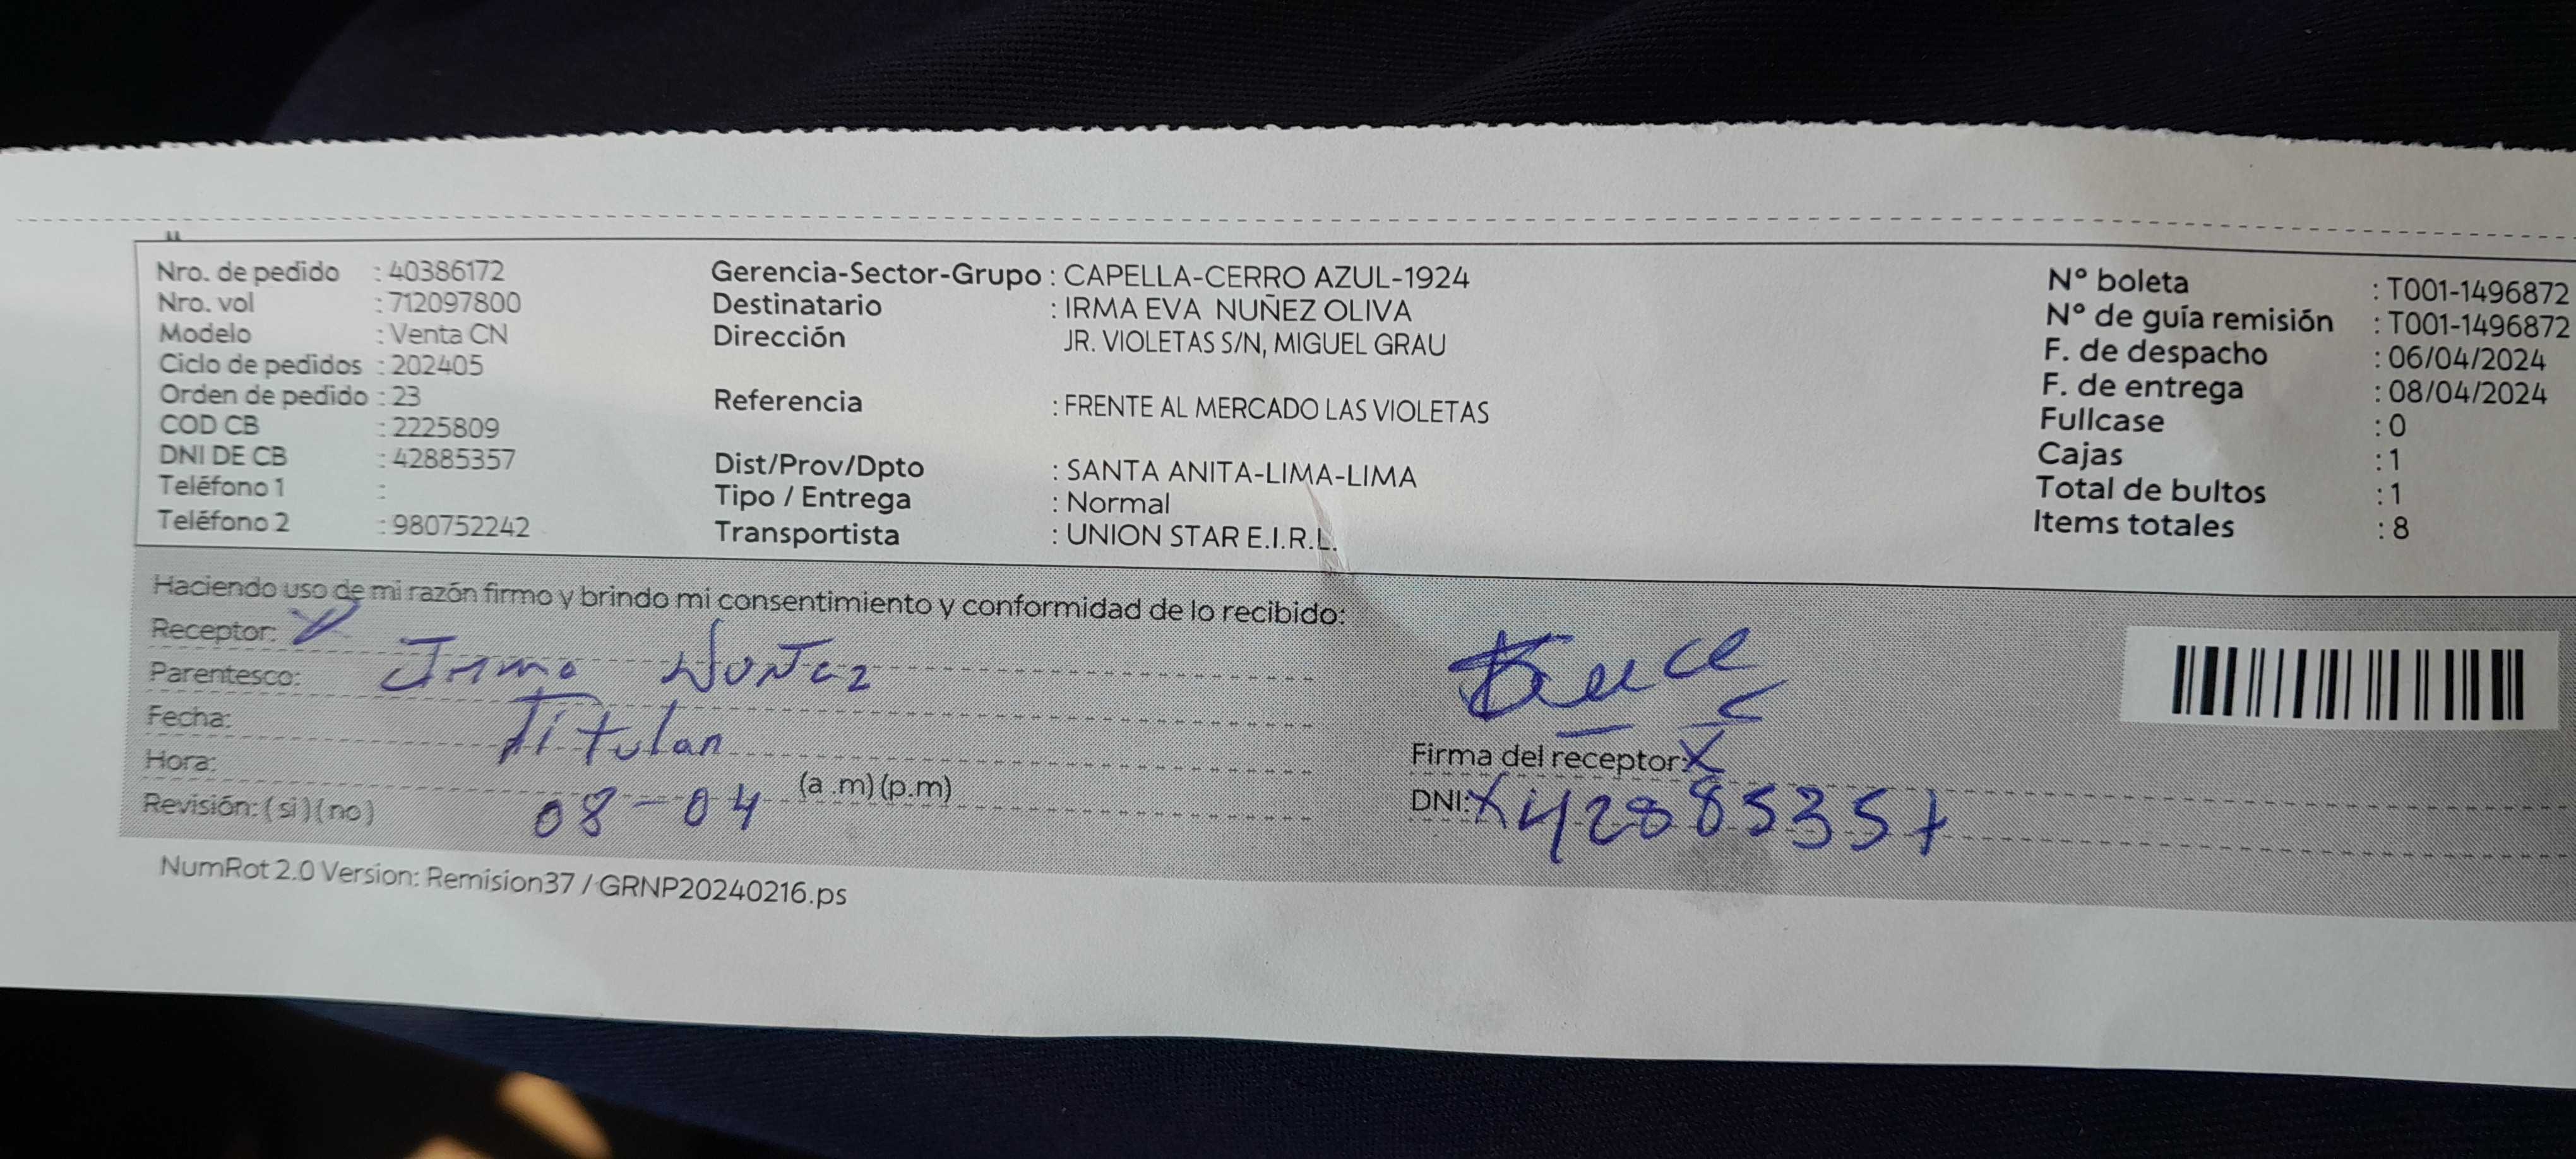 Nro. de pedido : 40386172
Nro. vol : 712097800
Modelo : Venta CN
Ciclo de pedidos : 202405
Orden de pedido : 23
COD CB : 2225809
DNI DE CB : 42885357
Teléfono 1 :
Teléfono 2 : 980752242
Gerencia-Sector-Grupo : CAPELLA-CERRO AZUL-1924
Destinatario : IRMA EVA NUÑEZ OLIVA
Dirección JR. VIOLETAS S/N, MIGUEL GRAU
Referencia : FRENTE AL MERCADO LAS VIOLETAS
Dist/Prov/Dpto : SANTA ANITA-LIMA-LIMA
Tipo / Entrega : Normal
Transportista : UNION STAR E.I.R.L.
N° boleta : T001-1496872
N° de guía remisión : T001-1496872
F. de despacho : 06/04/2024
F. de entrega : 08/04/2024
Fullcase : 0
Cajas : 1
Total de bultos : 1
Items totales : 8
Haciendo uso de mi razón firmo y brindo mi consentimiento y conformidad de lo recibido:
Receptor: X
Parentesco: Irma Nuñez
Fecha: Titular
Hora: (a .m) (p.m)
Revisión: ( si ) ( no ) 08-04
Firma del receptor: X
DNI: X 42885357
NumRot 2.0 Version: Remision37 / GRNP20240216.ps